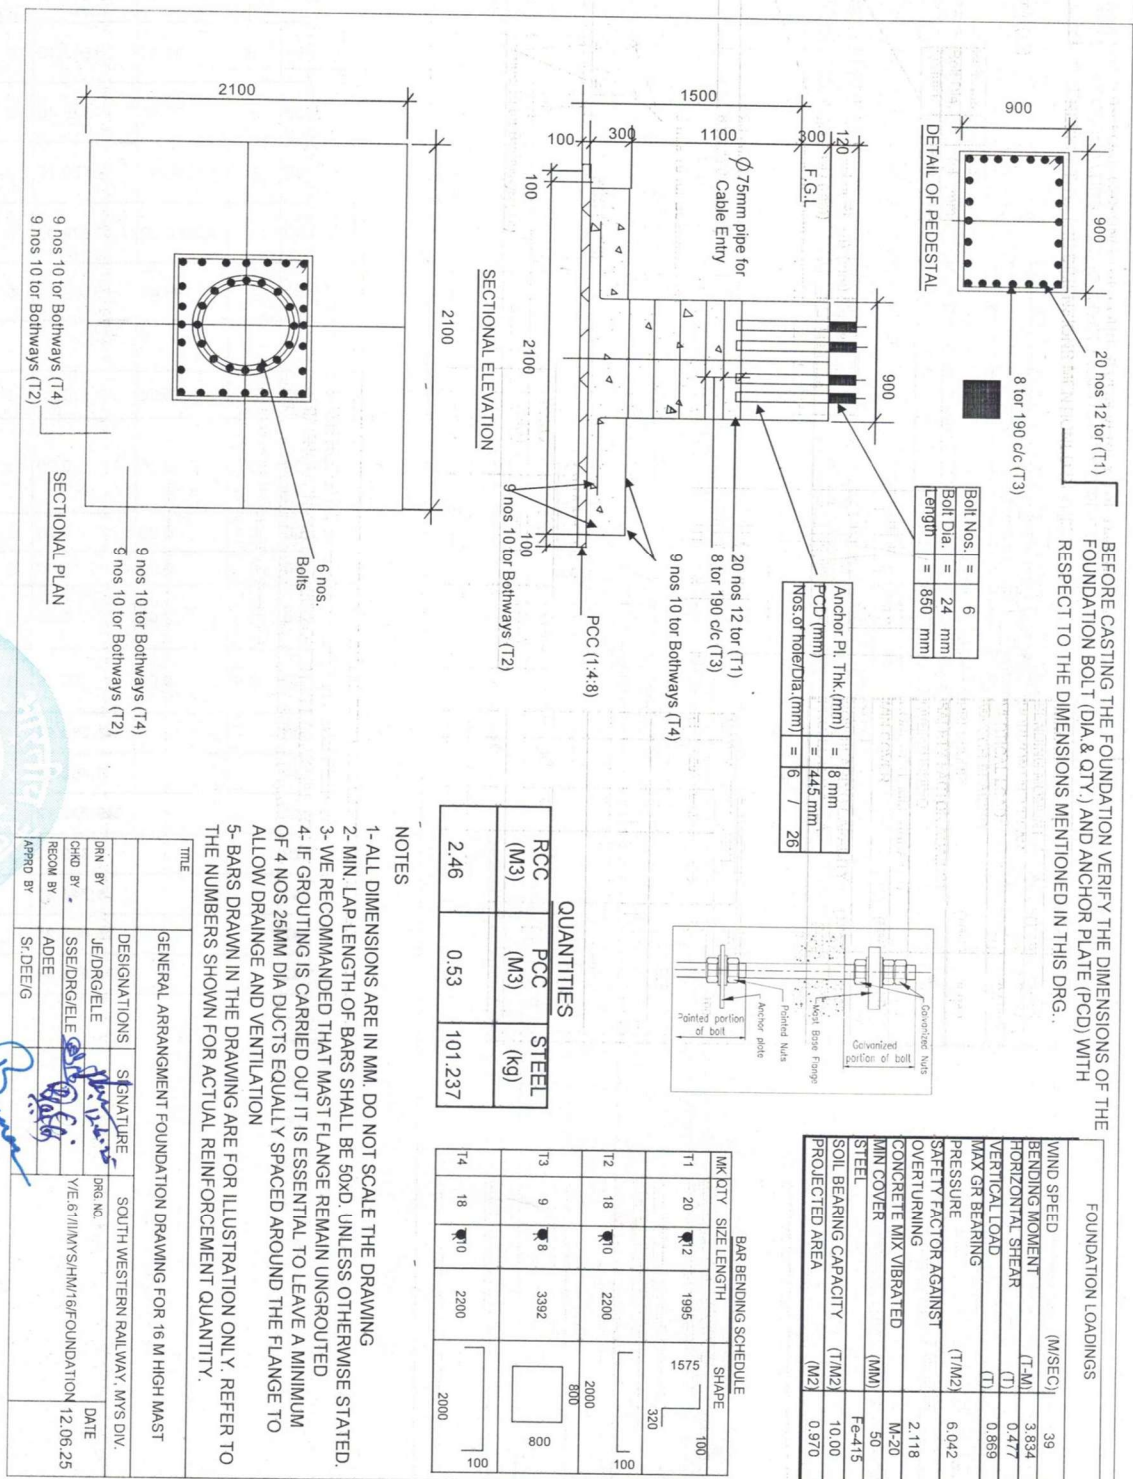 BEFORE CASTING THE FOUNDATION VERIFY THE DIMENSIONS OF THE
FOUNDATION BOLT (DIA.& QTY.) AND ANCHOR PLATE (PCD) WITH
RESPECT TO THE DIMENSIONS MENTIONED IN THIS DRG..
900
900
DETAIL OF PEDESTAL
20 nos 12 tor (T1)
8 tor 190 c/c (T3)
Bolt Nos. = 6
Bolt Dia. = 24 mm
Length = 850 mm
Anchor Pl. Thk.(mm) = 8 mm
PCD (mm) = 445 mm
Nos.of hole/Dia.(mm) = 6 / 26
120
300
1100
300
100
1500
F.G.L
Ø75mm pipe for
Cable Entry
900
20 nos 12 tor (T1)
8 tor 190 c/c (T3)
9 nos 10 tor Bothways (T4)
PCC (1:4:8)
9 nos 10 tor Bothways (T2)
100
2100
100
SECTIONAL ELEVATION
2100
2100
6 nos.
Bolts
9 nos 10 tor Bothways (T4)
9 nos 10 tor Bothways (T2)
9 nos 10 tor Bothways (T4)
9 nos 10 tor Bothways (T2)
SECTIONAL PLAN
Galvanized Nuts
Galvanized
portion of bolt
Mast Base Flange
Painted Nuts
Anchor plate
Painted portion
of bolt
FOUNDATION LOADINGS
WIND SPEED (M/SEC) 39
BENDING MOMENT (T-M) 3.834
HORIZONTAL SHEAR (T) 0.477
VERTICAL LOAD (T) 0.869
MAX GR BEARING
PRESSURE (T/M2) 6.042
SAFETY FACTOR AGAINST
OVERTURNING 2.118
CONCRETE MIX VIBRATED M-20
MIN COVER (MM) 50
STEEL Fe-415
SOIL BEARING CAPACITY (T/M2) 10.00
PROJECTED AREA (M2) 0.970
QUANTITIES
RCC (M3) PCC (M3) STEEL (kg)
2.46 0.53 101.237
BAR BENDING SCHEDULE
MK QTY SIZE LENGTH SHAPE
T1 20 12 1995 1575 320 100
T2 18 10 2200 2000 100
T3 9 8 3392 800 800
T4 18 10 2200 2000 100
NOTES
1- ALL DIMENSIONS ARE IN MM. DO NOT SCALE THE DRAWING
2- MIN. LAP LENGTH OF BARS SHALL BE 50xD. UNLESS OTHERWISE STATED.
3- WE RECOMMANDED THAT MAST FLANGE REMAIN UNGROUTED
4- IF GROUTING IS CARRIED OUT IT IS ESSENTIAL TO LEAVE A MINIMUM
OF 4 NOS 25MM DIA DUCTS EQUALLY SPACED AROUND THE FLANGE TO
ALLOW DRAINGE AND VENTILATION
5- BARS DRAWN IN THE DRAWING ARE FOR ILLUSTRATION ONLY. REFER TO
THE NUMBERS SHOWN FOR ACTUAL REINFORCEMENT QUANTITY.
TITLE GENERAL ARRANGMENT FOUNDATION DRAWING FOR 16 M HIGH MAST
DESIGNATIONS SIGNATURE SOUTH WESTERN RAILWAY, MYS DIV.
DRN BY JE/DRG/ELE DRG.NO. DATE
CHKD BY SSE/DRG/ELE Y/E.61/II/MYS/HM/16/FOUNDATION 12.06.25
RECOM BY ADEE
APPRD BY Sr.DEE/G